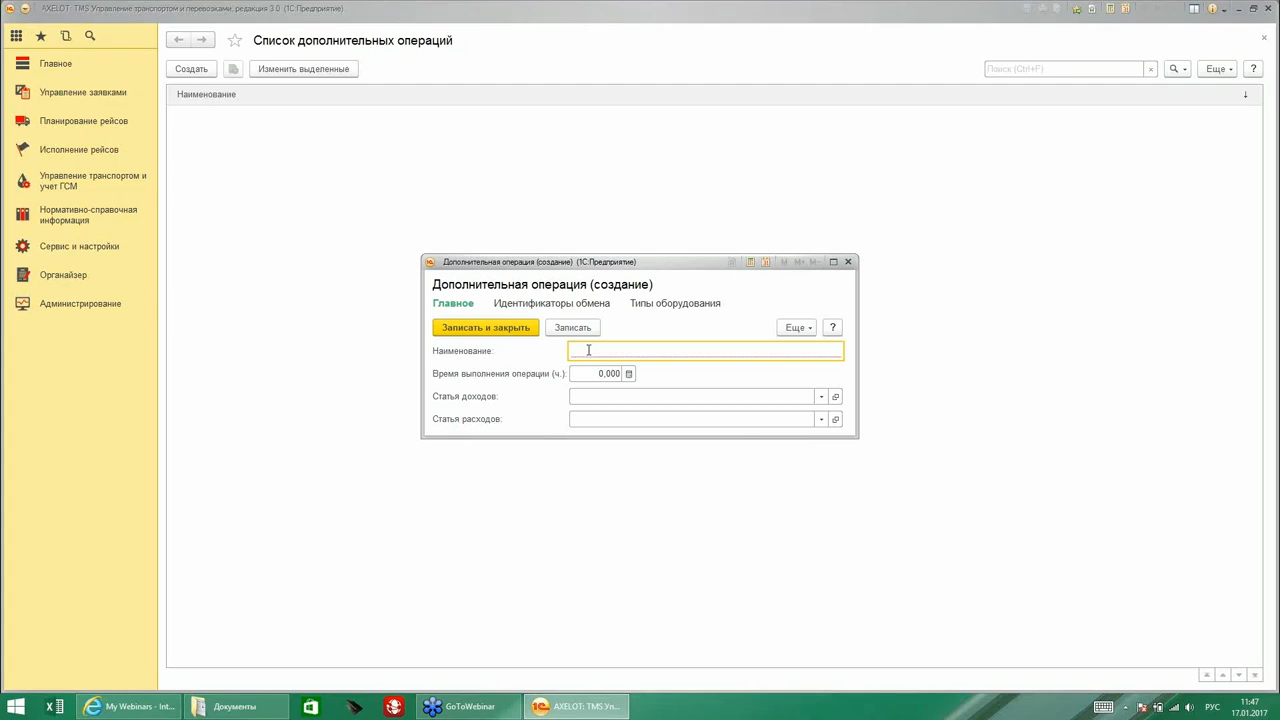 AXELOT: TMS Управление транспортом и перевозками, редакция 3.0 (1С:Предприятие)
Список дополнительных операций
Создать
Изменить выделенные
Поиск (Ctrl+F)
×
Еще
?
Наименование
↓
Главное
Управление заявками
Планирование рейсов
Исполнение рейсов
Управление транспортом и
учет ГСМ
Нормативно-справочная
информация
Сервис и настройки
Органайзер
Администрирование
Дополнительная операция (создание) (1С:Предприятие)
M M+ M-
Дополнительная операция (создание)
Главное Идентификаторы обмена Типы оборудования
Записать и закрыть Записать Еще ?
Наименование:
Время выполнения операции (ч.): 0,000
Статья доходов:
Статья расходов:
My Webinars - Int...
Документы
GoToWebinar
AXELOT: TMS Уп...
РУС
11:47
17.01.2017